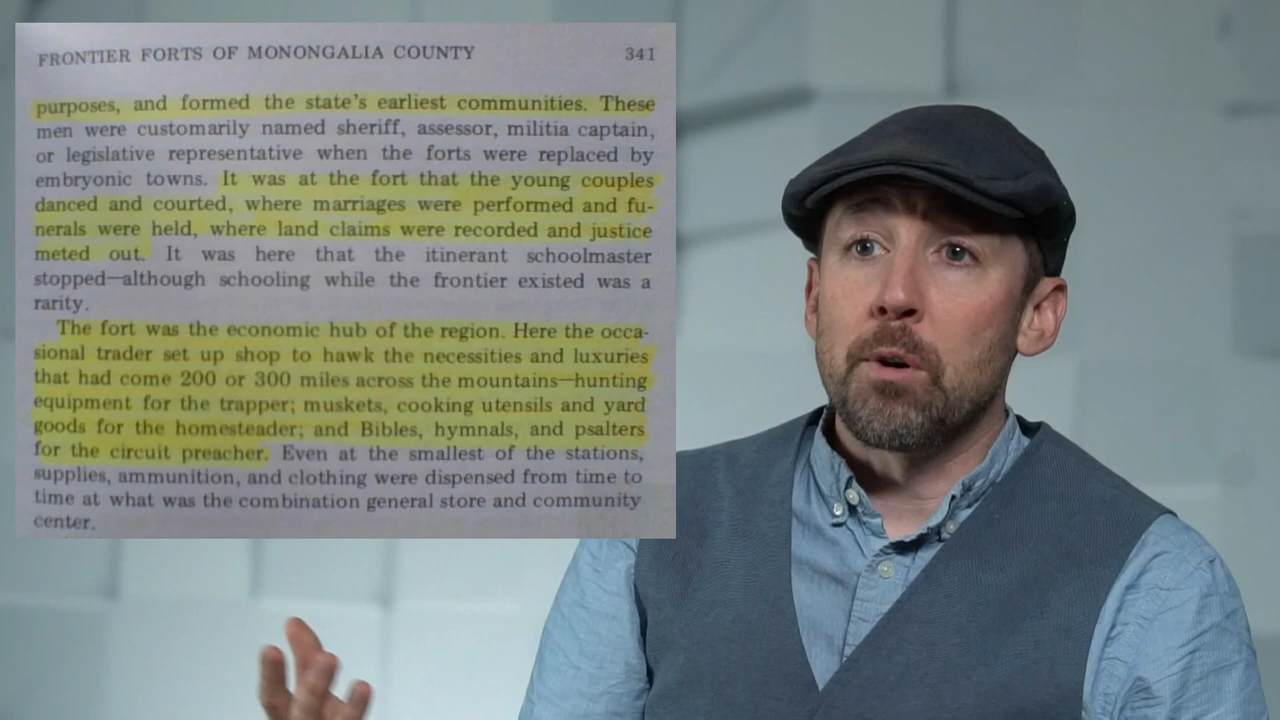 FRONTIER FORTS OF MONONGALIA COUNTY 341
purposes, and formed the state's earliest communities. These
men were customarily named sheriff, assessor, militia captain,
or legislative representative when the forts were replaced by
embryonic towns. It was at the fort that the young couples
danced and courted, where marriages were performed and fu-
nerals were held, where land claims were recorded and justice
meted out. It was here that the itinerant schoolmaster
stopped—although schooling while the frontier existed was a
rarity.
The fort was the economic hub of the region. Here the occa-
sional trader set up shop to hawk the necessities and luxuries
that had come 200 or 300 miles across the mountains—hunting
equipment for the trapper; muskets, cooking utensils and yard
goods for the homesteader; and Bibles, hymnals, and psalters
for the circuit preacher. Even at the smallest of the stations,
supplies, ammunition, and clothing were dispensed from time to
time at what was the combination general store and community
center.